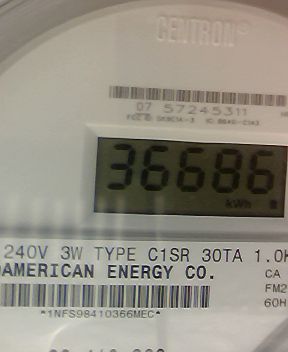 CENTRON®
07 57245311
36686
kWh
240V 3W TYPE C1SR 30TA 1.0K
AMERICAN ENERGY CO.
CA
FM2
60H
*1NFS98410366MEC*